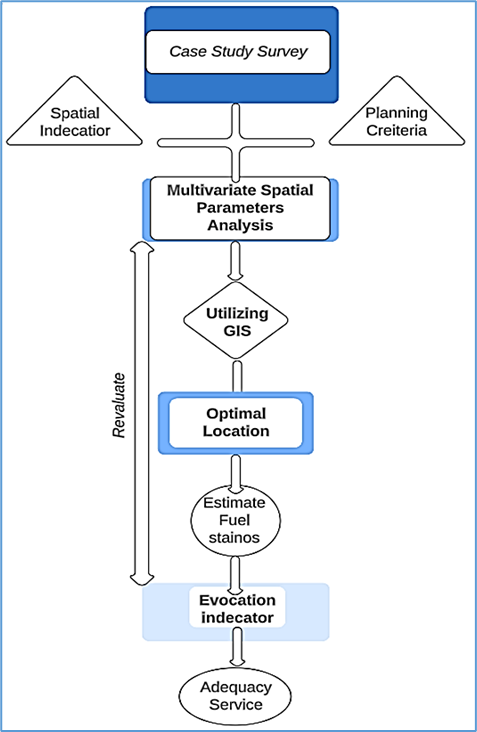 Case Study Survey
Spatial
Indecatior
Planning
Creiteria
Multivariate Spatial
Parameters
Analysis
Utilizing
GIS
Revaluate
Optimal
Location
Estimate
Fuel
stainos
Evocation
indecator
Adequacy
Service